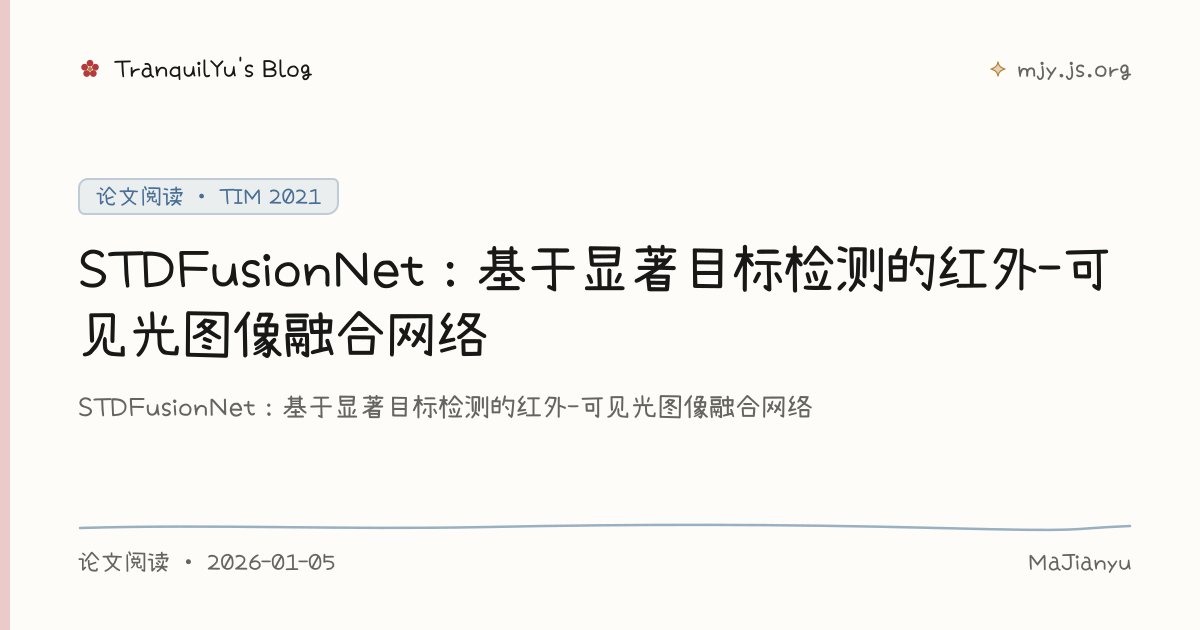 TranquilYu's Blog
mjy.js.org
论文阅读 • TIM 2021
STDFusionNet：基于显著目标检测的红外-可
见光图像融合网络
STDFusionNet：基于显著目标检测的红外-可见光图像融合网络
论文阅读 • 2026-01-05
MaJianyu